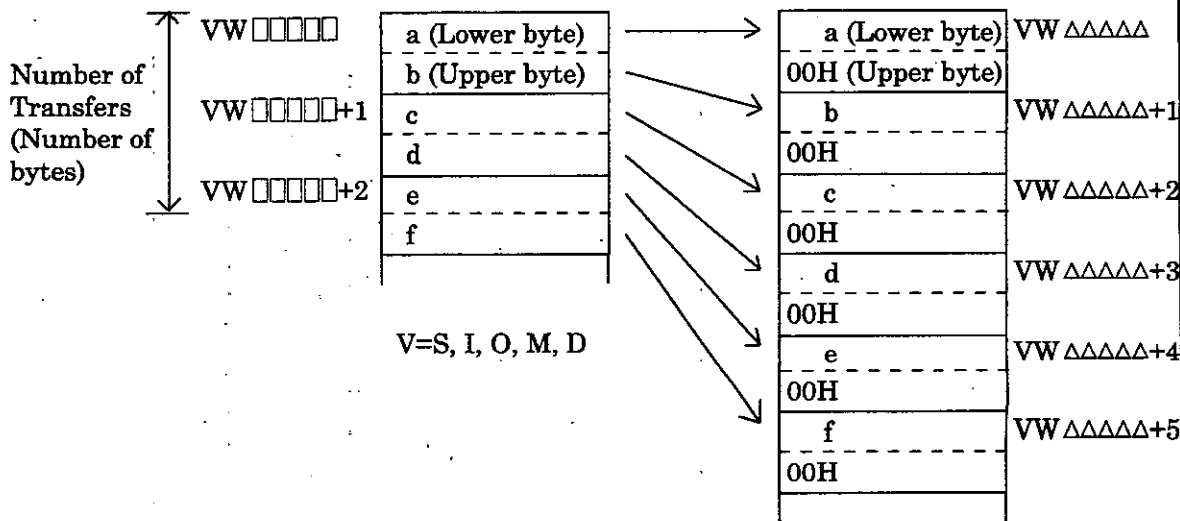 Number of
Transfers
(Number of
bytes)
VW □□□□□
VW □□□□□+1
VW □□□□□+2
a (Lower byte)
b (Upper byte)
c
d
e
f
V=S, I, O, M, D
a (Lower byte)
00H (Upper byte)
b
00H
c
00H
d
00H
e
00H
f
00H
VW △△△△△
VW △△△△△+1
VW △△△△△+2
VW △△△△△+3
VW △△△△△+4
VW △△△△△+5